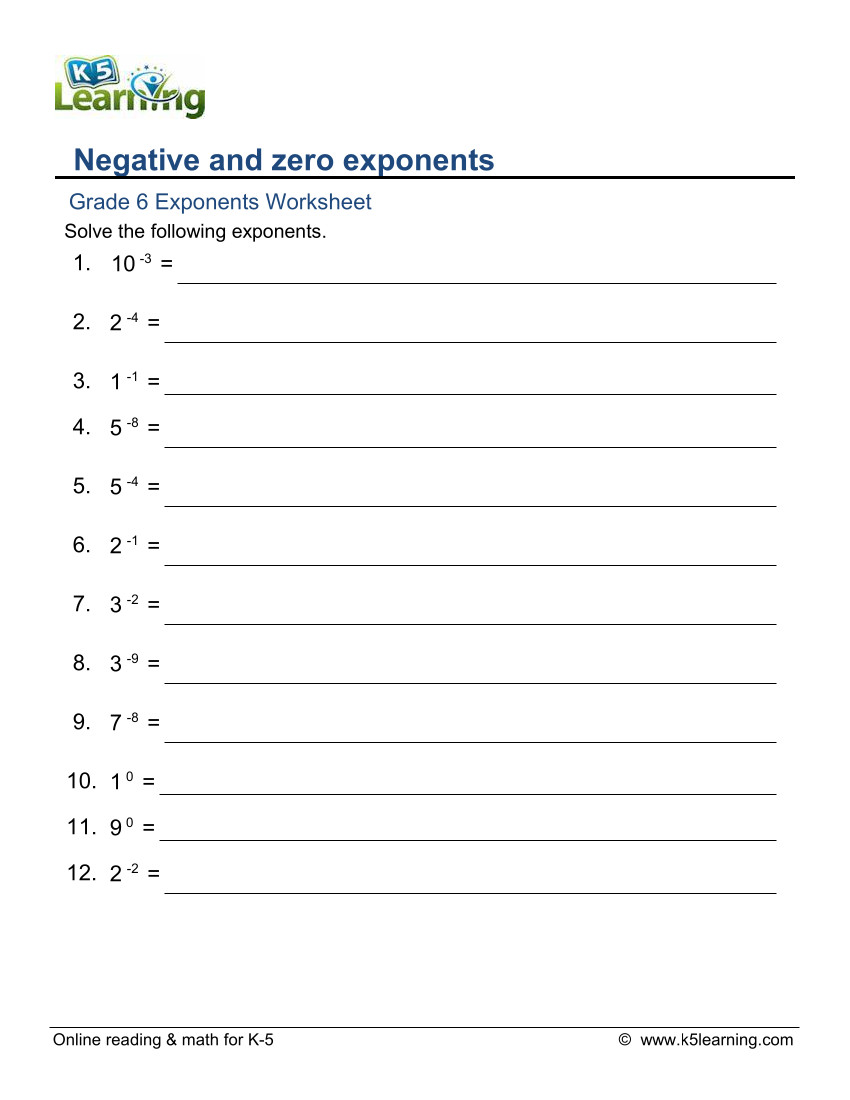 K5
Learning
Negative and zero exponents
Grade 6 Exponents Worksheet
Solve the following exponents.
1. 10 ⁻³ =
2. 2 ⁻⁴ =
3. 1 ⁻¹ =
4. 5 ⁻⁸ =
5. 5 ⁻⁴ =
6. 2 ⁻¹ =
7. 3 ⁻² =
8. 3 ⁻⁹ =
9. 7 ⁻⁸ =
10. 1 ⁰ =
11. 9 ⁰ =
12. 2 ⁻² =
Online reading & math for K-5 © www.k5learning.com